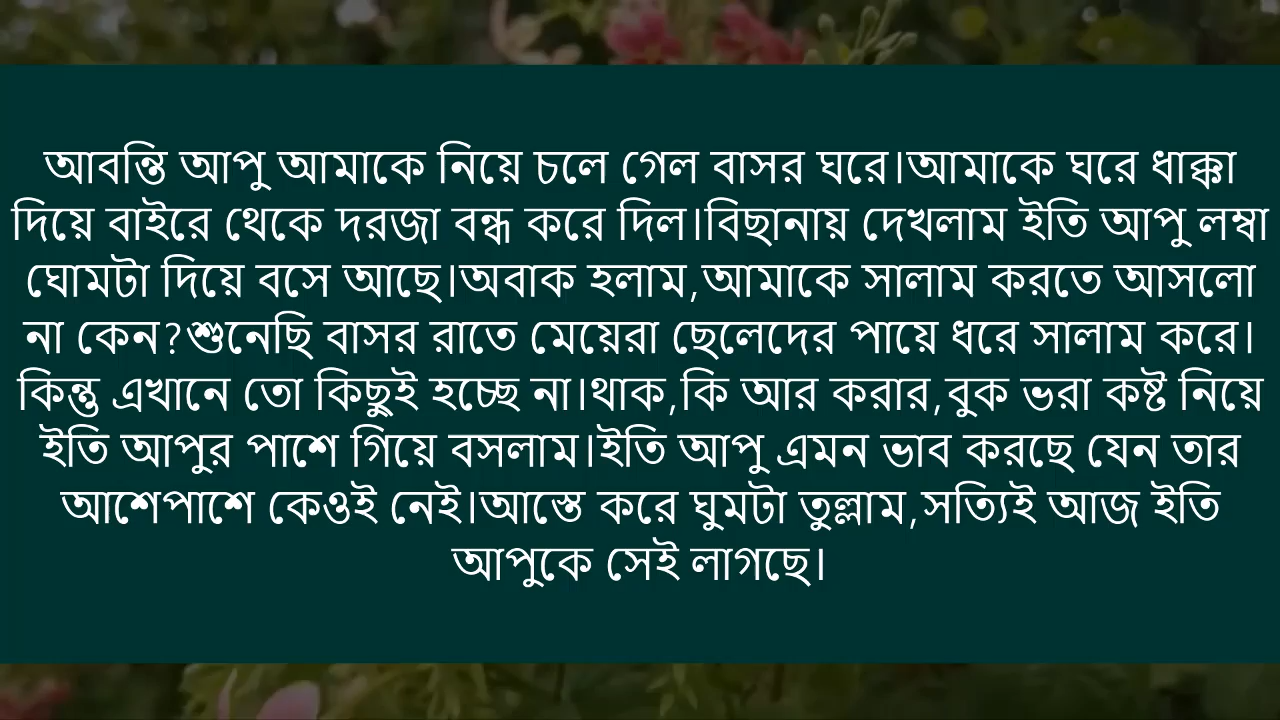 আবন্তি আপু আমাকে নিয়ে চলে গেল বাসর ঘরে।আমাকে ঘরে ধাক্কা
দিয়ে বাইরে থেকে দরজা বন্ধ করে দিল।বিছানায় দেখলাম ইতি আপু লম্বা
ঘোমটা দিয়ে বসে আছে।অবাক হলাম,আমাকে সালাম করতে আসলো
না কেন?শুনেছি বাসর রাতে মেয়েরা ছেলেদের পায়ে ধরে সালাম করে।
কিন্তু এখানে তো কিছুুই হচ্ছে না।থাক,কি আর করার,বুক ভরা কষ্ট নিয়ে
ইতি আপুর পাশে গিয়ে বসলাম।ইতি আপু এমন ভাব করছে যেন তার
আশেপাশে কেওই নেই।আস্তে করে ঘুমটা তুল্লাম,সত্যিই আজ ইতি
আপুকে সেই লাগছে।